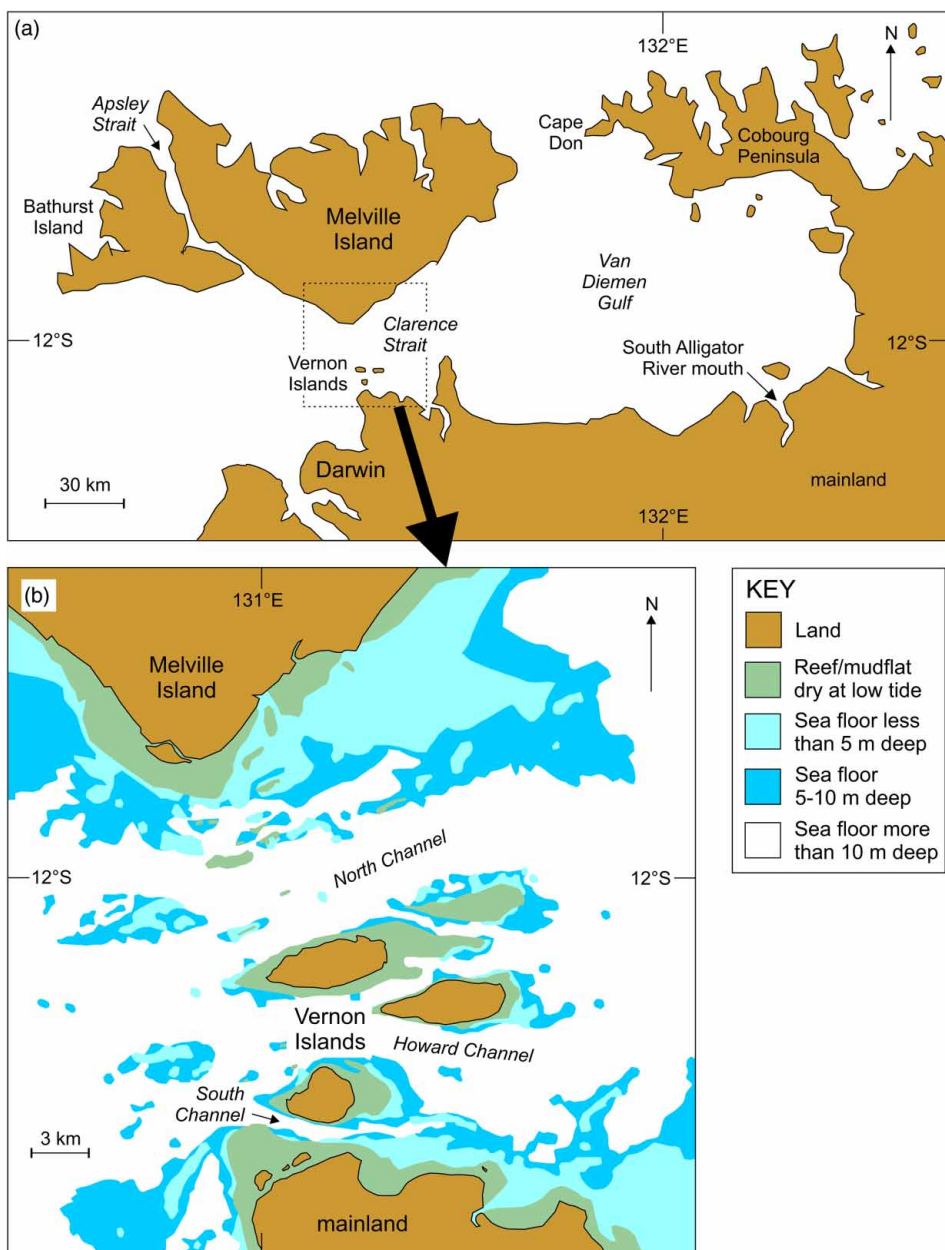 (a)
132°E
N
Apsley
Strait
Cape
Don
Cobourg
Peninsula
Bathurst
Island
Melville
Island
Van
Diemen
Gulf
12°S
Clarence
Strait
12°S
Vernon
Islands
South Alligator
River mouth
Darwin
mainland
30 km
132°E
(b)
131°E
N
Melville
Island
North Channel
12°S
Vernon
Islands
Howard Channel
South
Channel
3 km
mainland
KEY
Land
Reef/mudflat
dry at low tide
Sea floor less
than 5 m deep
Sea floor
5-10 m deep
Sea floor more
than 10 m deep